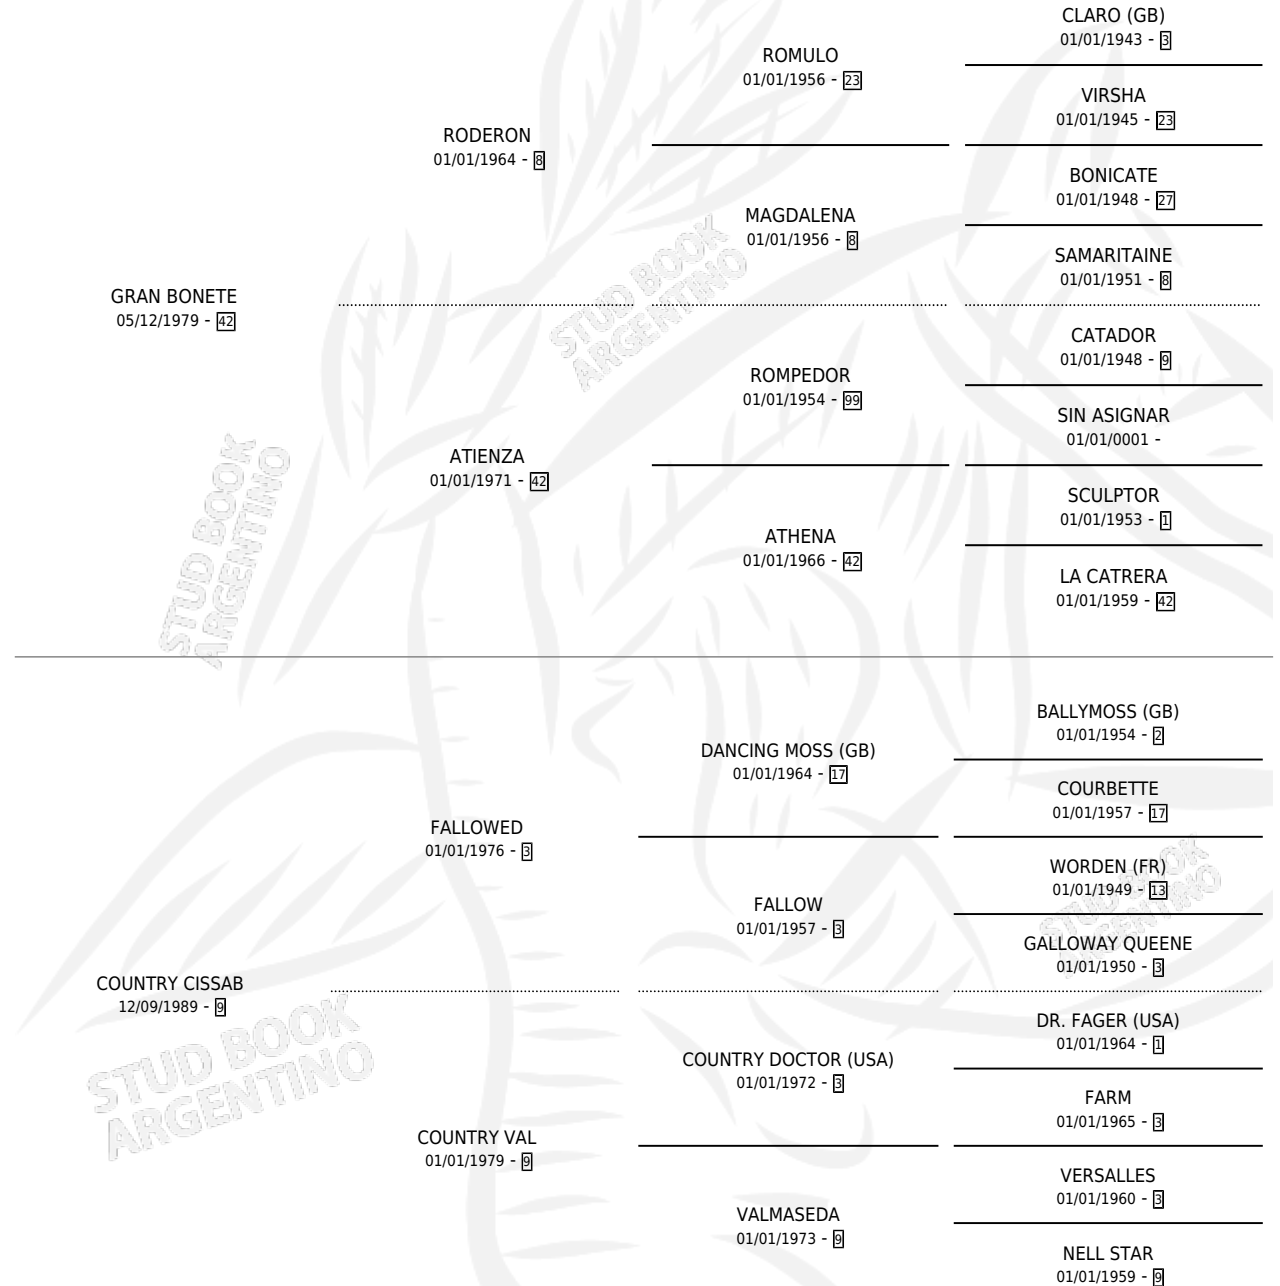 CLARO (GB)
01/01/1943 - 3
ROMULO
01/01/1956 - 23
VIRSHA
01/01/1945 - 23
RODERON
01/01/1964 - 8
BONICATE
01/01/1948 - 27
MAGDALENA
01/01/1956 - 8
SAMARITAINE
01/01/1951 - 8
GRAN BONETE
05/12/1979 - 42
CATADOR
01/01/1948 - 9
ROMPEDOR
01/01/1954 - 99
SIN ASIGNAR
01/01/0001 -
ATIENZA
01/01/1971 - 42
SCULPTOR
01/01/1953 - 1
ATHENA
01/01/1966 - 42
LA CATRERA
01/01/1959 - 42
BALLYMOSS (GB)
01/01/1954 - 2
DANCING MOSS (GB)
01/01/1964 - 17
COURBETTE
01/01/1957 - 17
FALLOWED
01/01/1976 - 3
WORDEN (FR)
01/01/1949 - 13
FALLOW
01/01/1957 - 3
GALLOWAY QUEENE
01/01/1950 - 3
COUNTRY CISSAB
12/09/1989 - 9
DR. FAGER (USA)
01/01/1964 - 1
COUNTRY DOCTOR (USA)
01/01/1972 - 3
FARM
01/01/1965 - 3
COUNTRY VAL
01/01/1979 - 9
VERSALLES
01/01/1960 - 3
VALMASEDA
01/01/1973 - 9
NELL STAR
01/01/1959 - 9
STUD BOOK
ARGENTINO
STUD BOOK
ARGENTINO
STUD BOOK
ARGENTINO
STUD BOOK
ARGENTINO